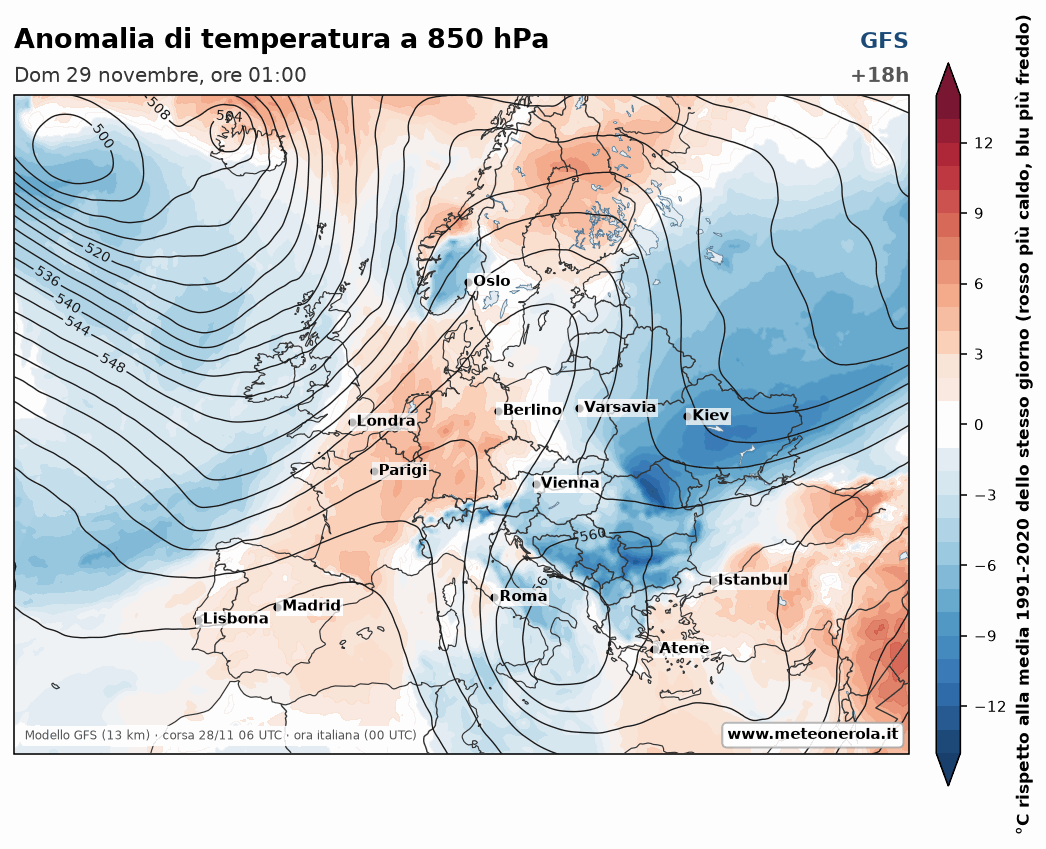 Anomalia di temperatura a 850 hPa
GFS
Dom 29 novembre, ore 01:00
+18h
508
504
500
520
536
540
544
548
Oslo
Londra
Berlino
Varsavia
Kiev
Parigi
Vienna
560
Istanbul
Roma
Madrid
Lisbona
Atene
Modello GFS (13 km) · corsa 28/11 06 UTC · ora italiana (00 UTC)
www.meteonerola.it
12
9
6
3
0
−3
−6
−9
−12
°C rispetto alla media 1991-2020 dello stesso giorno (rosso più caldo, blu più freddo)